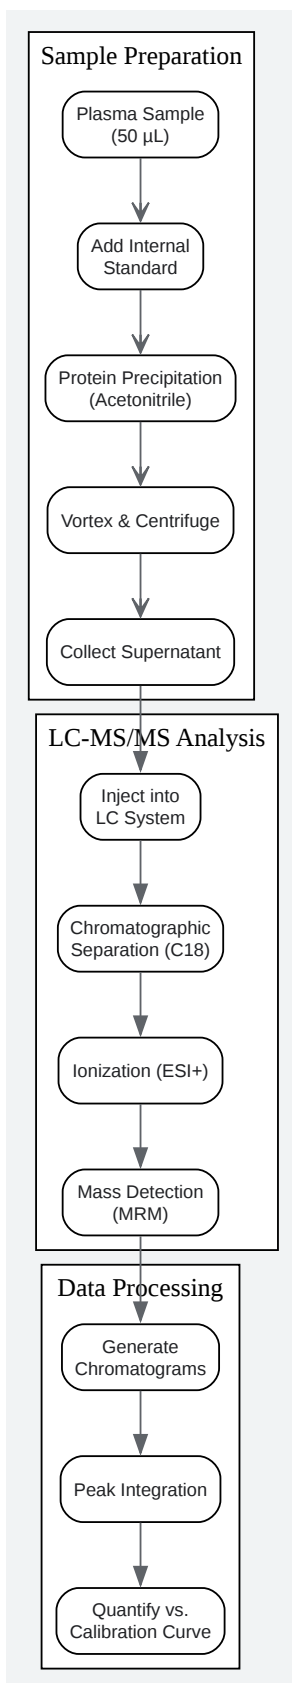 Sample Preparation
Plasma Sample
(50 µL)
Add Internal
Standard
Protein Precipitation
(Acetonitrile)
Vortex & Centrifuge
Collect Supernatant
LC-MS/MS Analysis
Inject into
LC System
Chromatographic
Separation (C18)
Ionization (ESI+)
Mass Detection
(MRM)
Data Processing
Generate
Chromatograms
Peak Integration
Quantify vs.
Calibration Curve